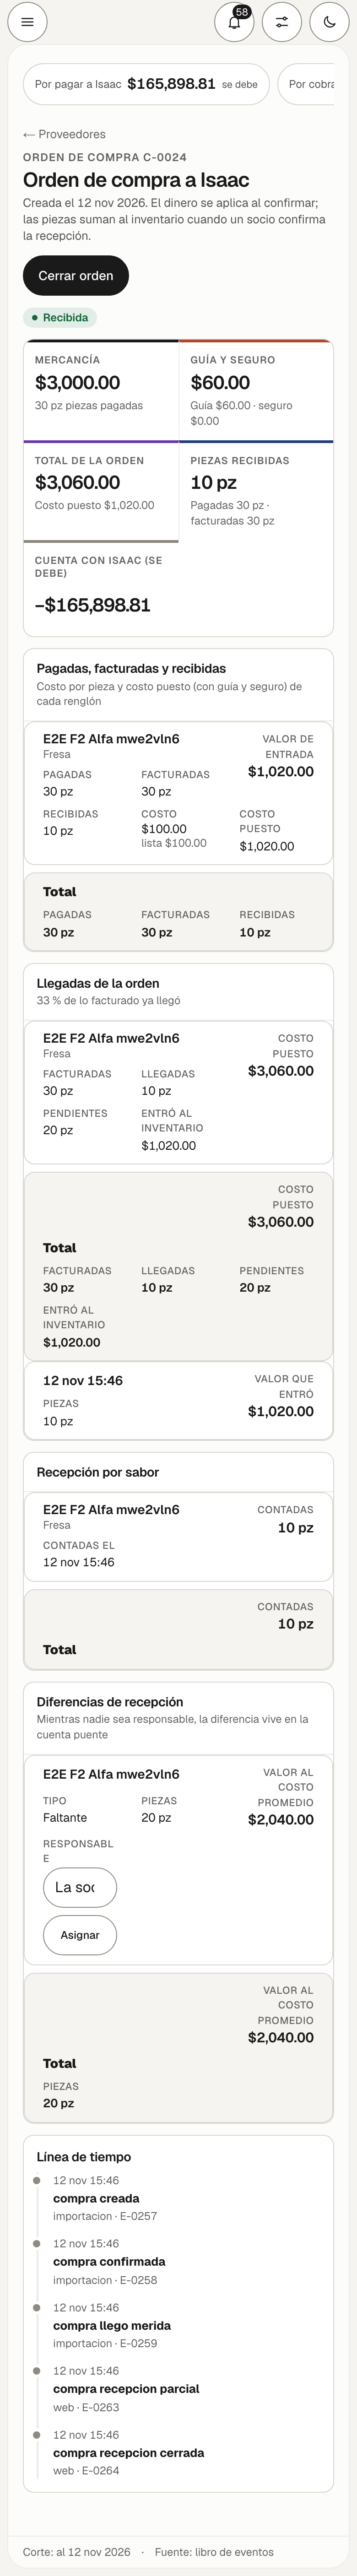 58
Por pagar a Isaac $165,898.81 se debe
Por cobra
← Proveedores
ORDEN DE COMPRA C-0024
Orden de compra a Isaac
Creada el 12 nov 2026. El dinero se aplica al confirmar;
las piezas suman al inventario cuando un socio confirma
la recepción.
Cerrar orden
Recibida
MERCANCÍA
$3,000.00
30 pz piezas pagadas
GUÍA Y SEGURO
$60.00
Guía $60.00 · seguro
$0.00
TOTAL DE LA ORDEN
$3,060.00
Costo puesto $1,020.00
PIEZAS RECIBIDAS
10 pz
Pagadas 30 pz ·
facturadas 30 pz
CUENTA CON ISAAC (SE
DEBE)
−$165,898.81
Pagadas, facturadas y recibidas
Costo por pieza y costo puesto (con guía y seguro) de
cada renglón
E2E F2 Alfa mwe2vln6
Fresa
VALOR DE
ENTRADA
$1,020.00
PAGADAS
30 pz
FACTURADAS
30 pz
RECIBIDAS
10 pz
COSTO
$100.00
lista $100.00
COSTO
PUESTO
$1,020.00
Total
PAGADAS
30 pz
FACTURADAS
30 pz
RECIBIDAS
10 pz
Llegadas de la orden
33 % de lo facturado ya llegó
E2E F2 Alfa mwe2vln6
Fresa
COSTO
PUESTO
$3,060.00
FACTURADAS
30 pz
LLEGADAS
10 pz
PENDIENTES
20 pz
ENTRÓ AL
INVENTARIO
$1,020.00
COSTO
PUESTO
$3,060.00
Total
FACTURADAS
30 pz
LLEGADAS
10 pz
PENDIENTES
20 pz
ENTRÓ AL
INVENTARIO
$1,020.00
12 nov 15:46
VALOR QUE
ENTRÓ
$1,020.00
PIEZAS
10 pz
Recepción por sabor
E2E F2 Alfa mwe2vln6
Fresa
CONTADAS
10 pz
CONTADAS EL
12 nov 15:46
CONTADAS
10 pz
Total
Diferencias de recepción
Mientras nadie sea responsable, la diferencia vive en la
cuenta puente
E2E F2 Alfa mwe2vln6
VALOR AL
COSTO
PROMEDIO
$2,040.00
TIPO
Faltante
PIEZAS
20 pz
RESPONSABL
E
La soc
Asignar
VALOR AL
COSTO
PROMEDIO
$2,040.00
Total
PIEZAS
20 pz
Línea de tiempo
12 nov 15:46
compra creada
importacion · E-0257
12 nov 15:46
compra confirmada
importacion · E-0258
12 nov 15:46
compra llego merida
importacion · E-0259
12 nov 15:46
compra recepcion parcial
web · E-0263
12 nov 15:46
compra recepcion cerrada
web · E-0264
Corte: al 12 nov 2026 · Fuente: libro de eventos